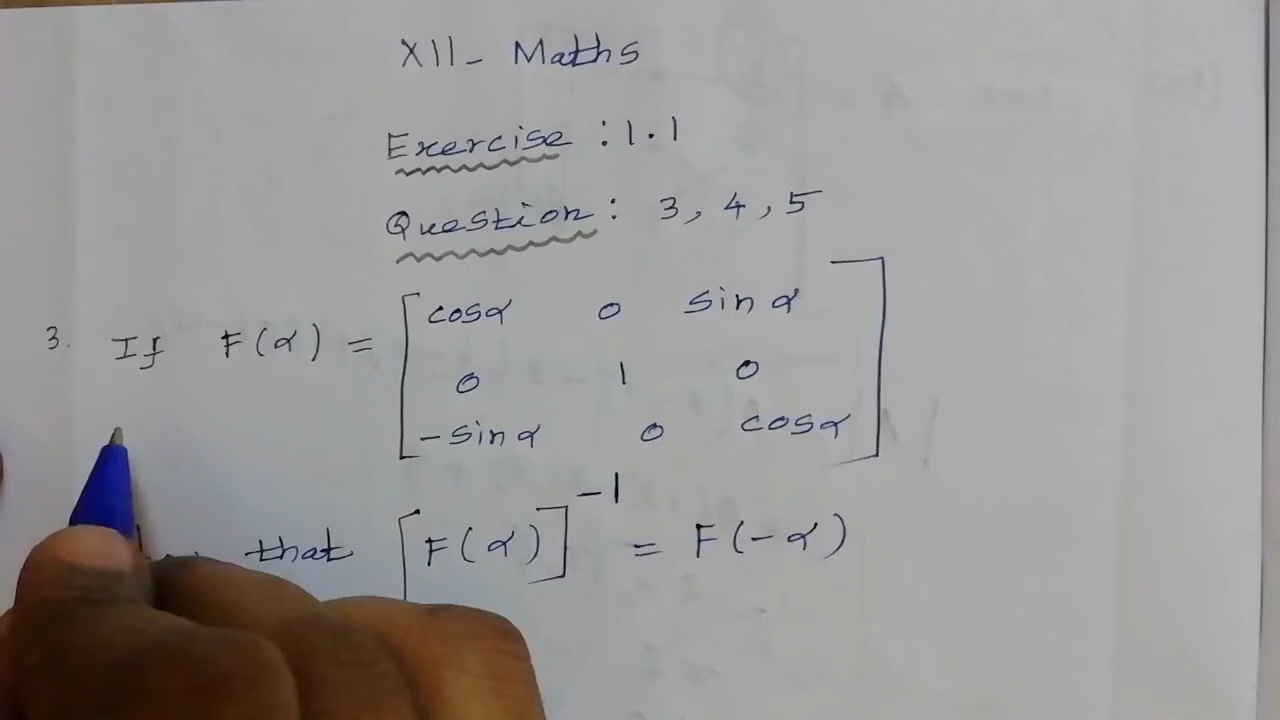 XII - Maths
Exercise : 1.1
Question : 3, 4, 5
3. If F(α) = [ cosα 0 sinα
0 1 0
-sinα 0 cosα ]
that [F(α)]⁻¹ = F(-α)